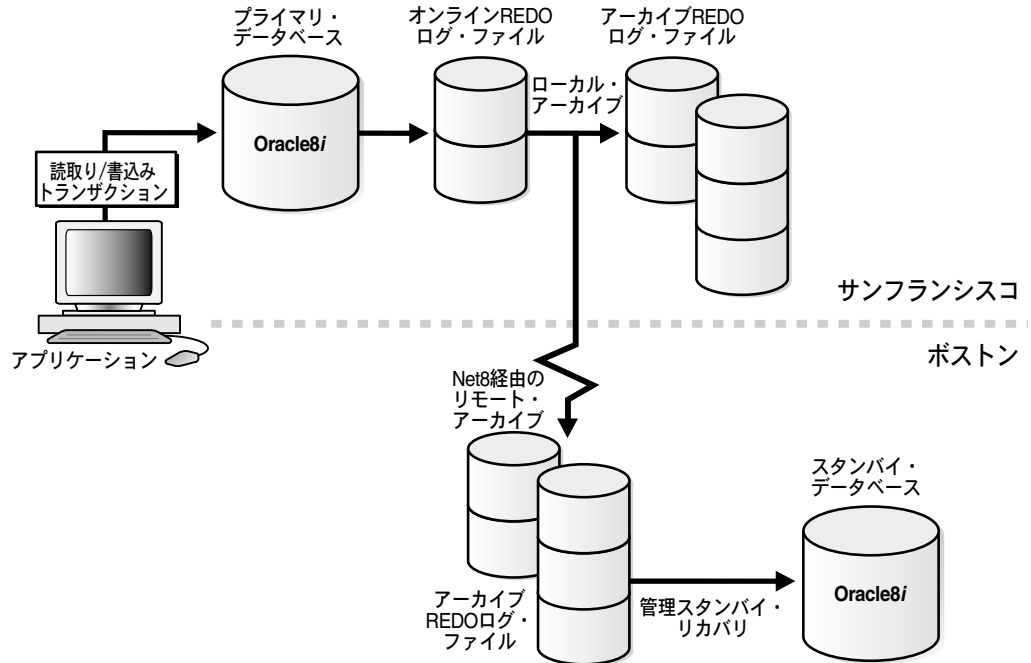 プライマリ・
データベース
オンラインREDO
ログ・ファイル
アーカイブREDO
ログ・ファイル
ローカル・
アーカイブ
Oracle8i
読取り/書込み
トランザクション
サンフランシスコ
アプリケーション
ボストン
Net8経由の
リモート・
アーカイブ
スタンバイ・
データベース
Oracle8i
アーカイブ
REDOログ・
ファイル
管理スタンバイ・
リカバリ